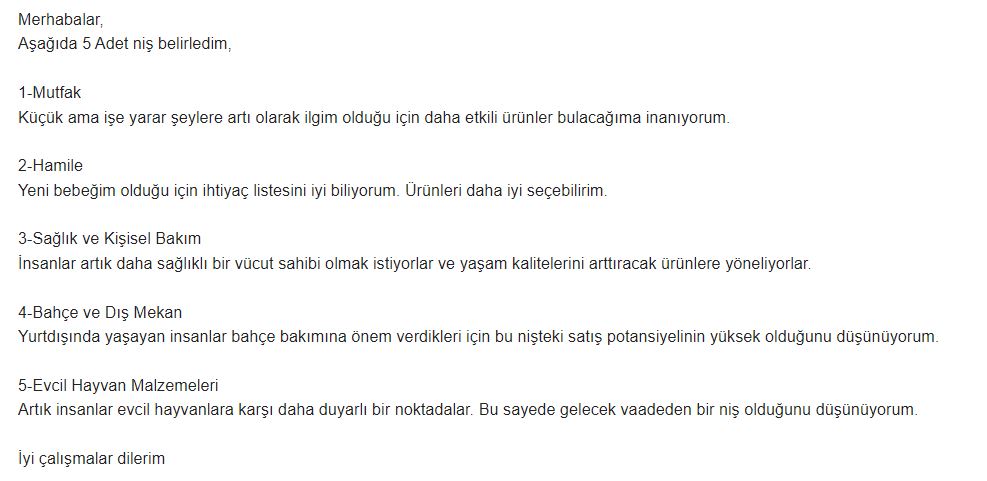 Merhabalar,
Aşağıda 5 Adet niş belirledim,
1-Mutfak
Küçük ama işe yarar şeylere artı olarak ilgim olduğu için daha etkili ürünler bulacağıma inanıyorum.
2-Hamile
Yeni bebeğim olduğu için ihtiyaç listesini iyi biliyorum. Ürünleri daha iyi seçebilirim.
3-Sağlık ve Kişisel Bakım
İnsanlar artık daha sağlıklı bir vücut sahibi olmak istiyorlar ve yaşam kalitelerini arttıracak ürünlere yöneliyorlar.
4-Bahçe ve Dış Mekan
Yurtdışında yaşayan insanlar bahçe bakımına önem verdikleri için bu nişteki satış potansiyelinin yüksek olduğunu düşünüyorum.
5-Evcil Hayvan Malzemeleri
Artık insanlar evcil hayvanlara karşı daha duyarlı bir noktadalar. Bu sayede gelecek vaadeden bir niş olduğunu düşünüyorum.
İyi çalışmalar dilerim